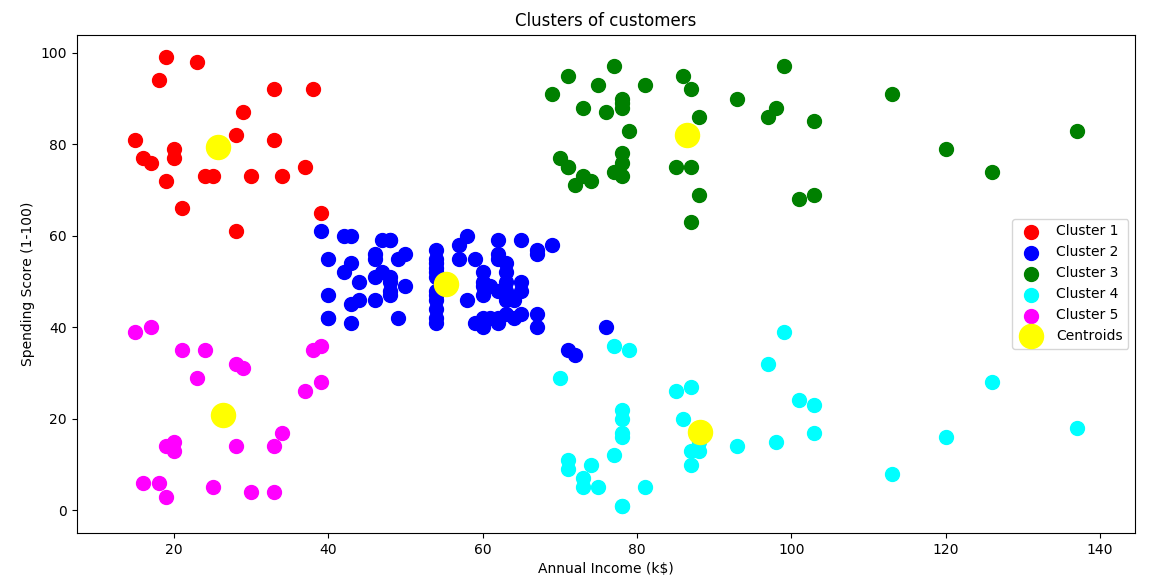 Clusters of customers
100
80
60
40
20
0
Spending Score (1-100)
20 40 60 80 100 120 140
Annual Income (k$)
Cluster 1
Cluster 2
Cluster 3
Cluster 4
Cluster 5
Centroids